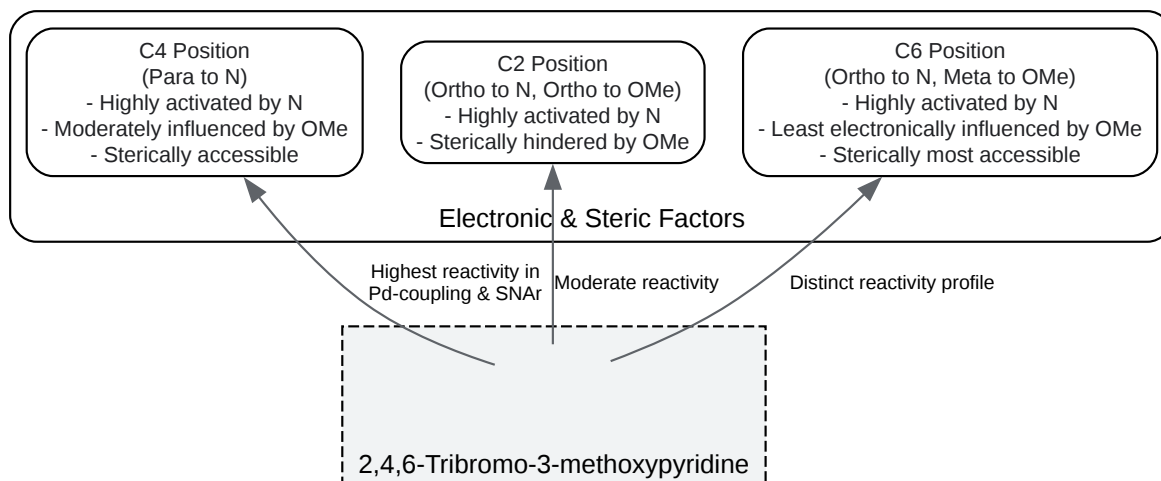 C4 Position
(Para to N)
- Highly activated by N
- Moderately influenced by OMe
- Sterically accessible
C2 Position
(Ortho to N, Ortho to OMe)
- Highly activated by N
- Sterically hindered by OMe
C6 Position
(Ortho to N, Meta to OMe)
- Highly activated by N
- Least electronically influenced by OMe
- Sterically most accessible
Electronic & Steric Factors
Highest reactivity in
Pd-coupling & SNAr
Moderate reactivity
Distinct reactivity profile
2,4,6-Tribromo-3-methoxypyridine